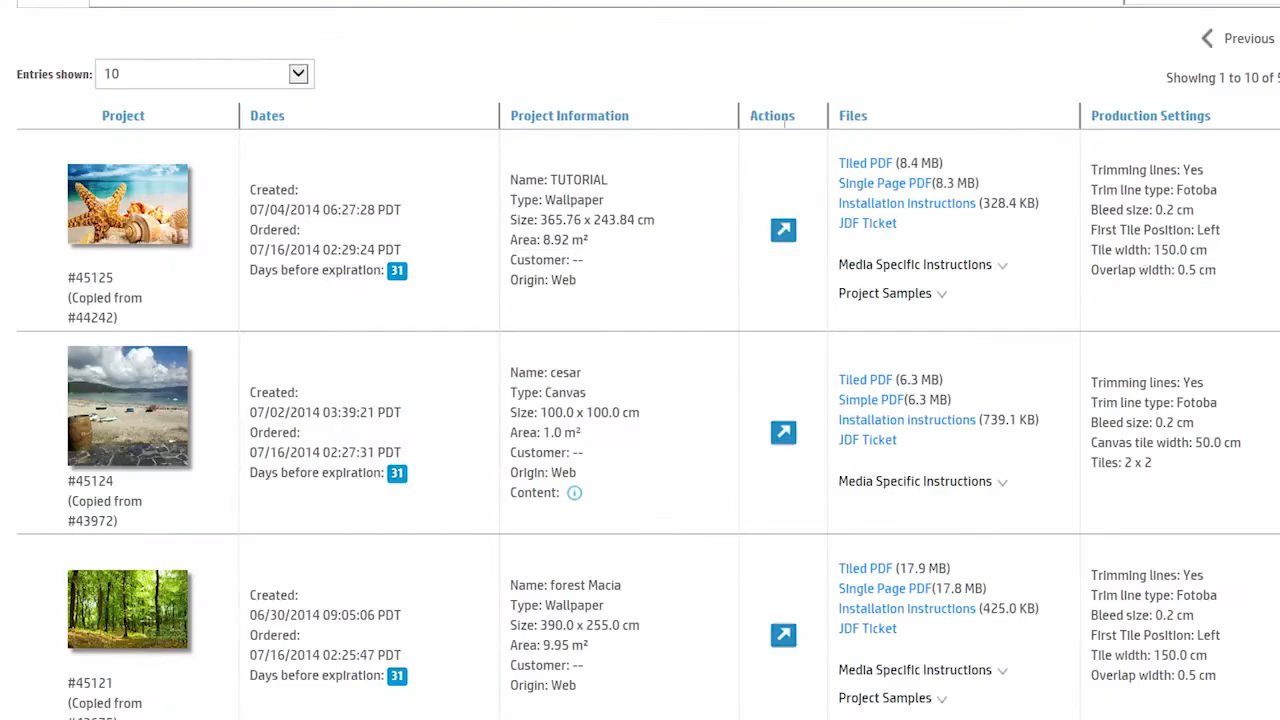 Previous
Entries shown: 10
Showing 1 to 10 of
Project
Dates
Project Information
Actions
Files
Production Settings
#45125
(Copied from
#44242)
Created:
07/04/2014 06:27:28 PDT
Ordered:
07/16/2014 02:29:24 PDT
Days before expiration: 31
Name: TUTORIAL
Type: Wallpaper
Size: 365.76 x 243.84 cm
Area: 8.92 m²
Customer: --
Origin: Web
Tiled PDF (8.4 MB)
Single Page PDF(8.3 MB)
Installation instructions (328.4 KB)
JDF Ticket
Media Specific Instructions
Project Samples
Trimming lines: Yes
Trim line type: Fotoba
Bleed size: 0.2 cm
First Tile Position: Left
Tile width: 150.0 cm
Overlap width: 0.5 cm
#45124
(Copied from
#43972)
Created:
07/02/2014 03:39:21 PDT
Ordered:
07/16/2014 02:27:31 PDT
Days before expiration: 31
Name: cesar
Type: Canvas
Size: 100.0 x 100.0 cm
Area: 1.0 m²
Customer: --
Origin: Web
Content: i
Tiled PDF (6.3 MB)
Simple PDF(6.3 MB)
Installation instructions (739.1 KB)
JDF Ticket
Media Specific Instructions
Trimming lines: Yes
Trim line type: Fotoba
Bleed size: 0.2 cm
Canvas tile width: 50.0 cm
Tiles: 2 x 2
#45121
(Copied from
Created:
06/30/2014 09:05:06 PDT
Ordered:
07/16/2014 02:25:47 PDT
Days before expiration: 31
Name: forest Macia
Type: Wallpaper
Size: 390.0 x 255.0 cm
Area: 9.95 m²
Customer: --
Origin: Web
Tiled PDF (17.9 MB)
Single Page PDF(17.8 MB)
Installation instructions (425.0 KB)
JDF Ticket
Media Specific Instructions
Project Samples
Trimming lines: Yes
Trim line type: Fotoba
Bleed size: 0.2 cm
First Tile Position: Left
Tile width: 150.0 cm
Overlap width: 0.5 cm